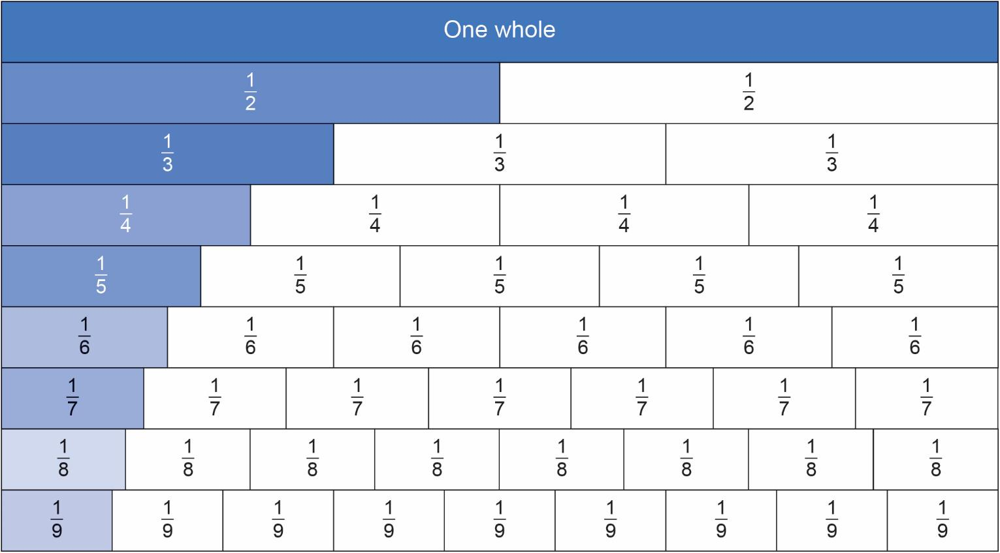 One whole
1/2 1/2
1/3 1/3 1/3
1/4 1/4 1/4 1/4
1/5 1/5 1/5 1/5 1/5
1/6 1/6 1/6 1/6 1/6 1/6
1/7 1/7 1/7 1/7 1/7 1/7 1/7
1/8 1/8 1/8 1/8 1/8 1/8 1/8 1/8
1/9 1/9 1/9 1/9 1/9 1/9 1/9 1/9 1/9